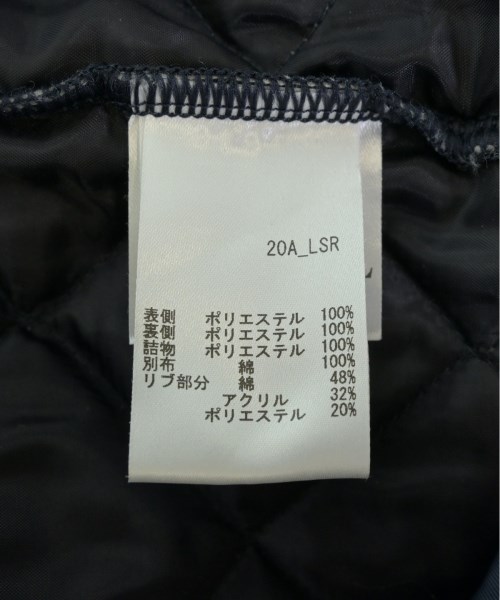 20A_LSR
L
表側 ポリエステル 100%
裏側 ポリエステル 100%
詰物 ポリエステル 100%
別布 綿 100%
リブ部分 綿 48%
アクリル 32%
ポリエステル 20%